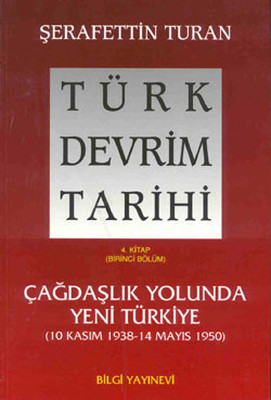 ŞERAFETTİN TURAN
TÜRK
DEVRİM
TARİHİ
4. KİTAP
(BİRİNCİ BÖLÜM)
ÇAĞDAŞLIK YOLUNDA
YENİ TÜRKİYE
(10 KASIM 1938-14 MAYIS 1950)
BİLGİ YAYINEVİ